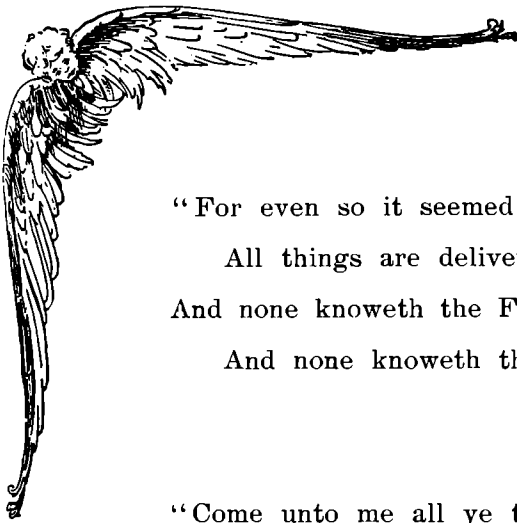 “For even so it seemed
All things are delive
And none knoweth the F
And none knoweth th
“Come unto me all ye t